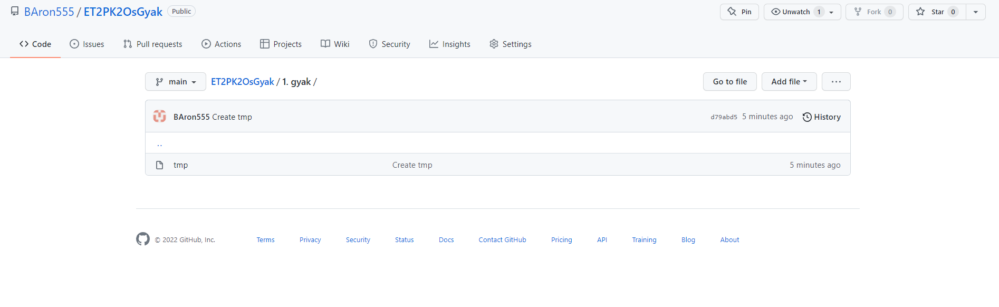 BAron555 / ET2PK2OsGyak Public Pin Unwatch 1 Fork 0 Star 0
Code Issues Pull requests Actions Projects Wiki Security Insights Settings
main ET2PK2OsGyak / 1. gyak / Go to file Add file ...
BAron555 Create tmp d79abd5 5 minutes ago History
..
tmp Create tmp 5 minutes ago
© 2022 GitHub, Inc. Terms Privacy Security Status Docs Contact GitHub Pricing API Training Blog About